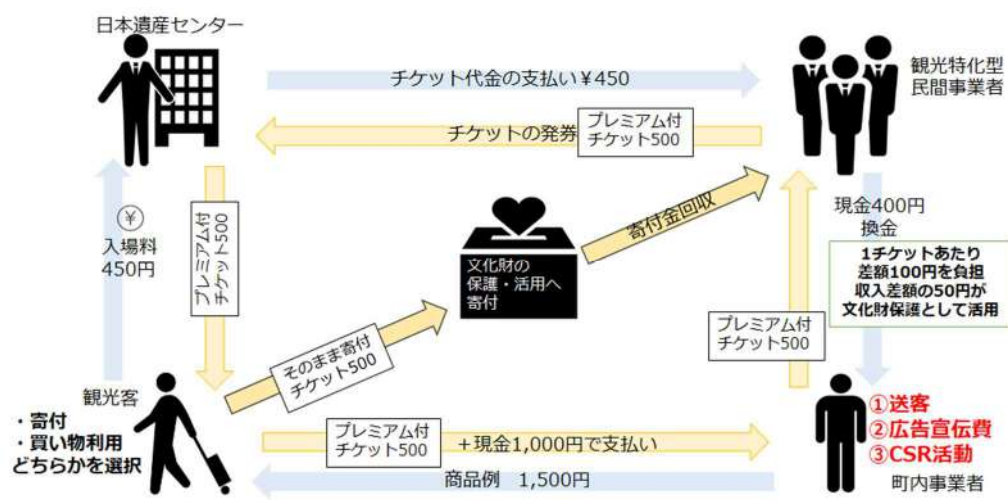 日本遺産センター
チケット代金の支払い¥450
観光特化型
民間事業者
チケットの発券
プレミアム付
チケット500
¥
入場料
450円
プレミアム付
チケット500
文化財の
保護・活用へ
寄付
寄付金回収
現金400円
換金
1チケットあたり
差額100円を負担
収入差額の50円が
文化財保護として活用
プレミアム付
チケット500
そのまま寄付
チケット500
観光客
・寄付
・買い物利用
どちらかを選択
プレミアム付
チケット500
+現金1,000円で支払い
商品例 1,500円
①送客
②広告宣伝費
③CSR活動
町内事業者